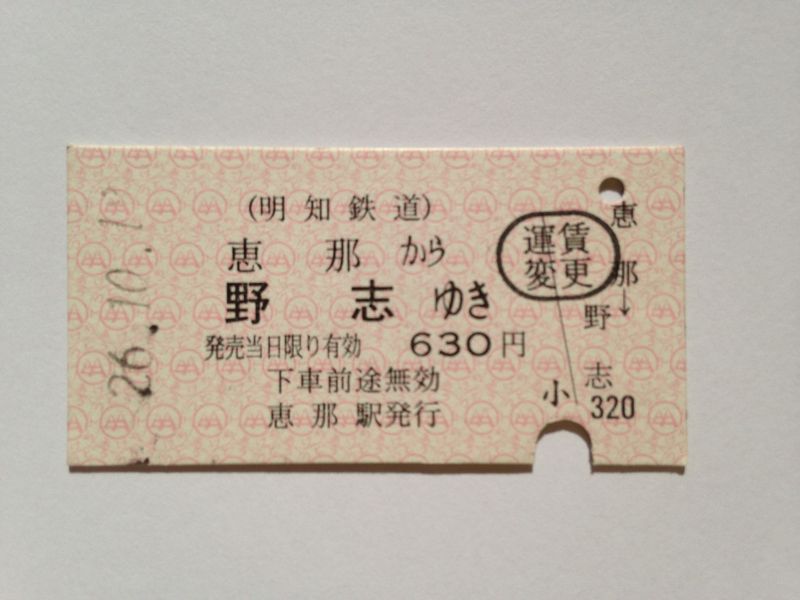 26.10.1
(明知鉄道)
恵那から
野志ゆき
発売当日限り有効 630円
下車前途無効
恵那駅発行
運賃
変更
恵那→野志
小 320